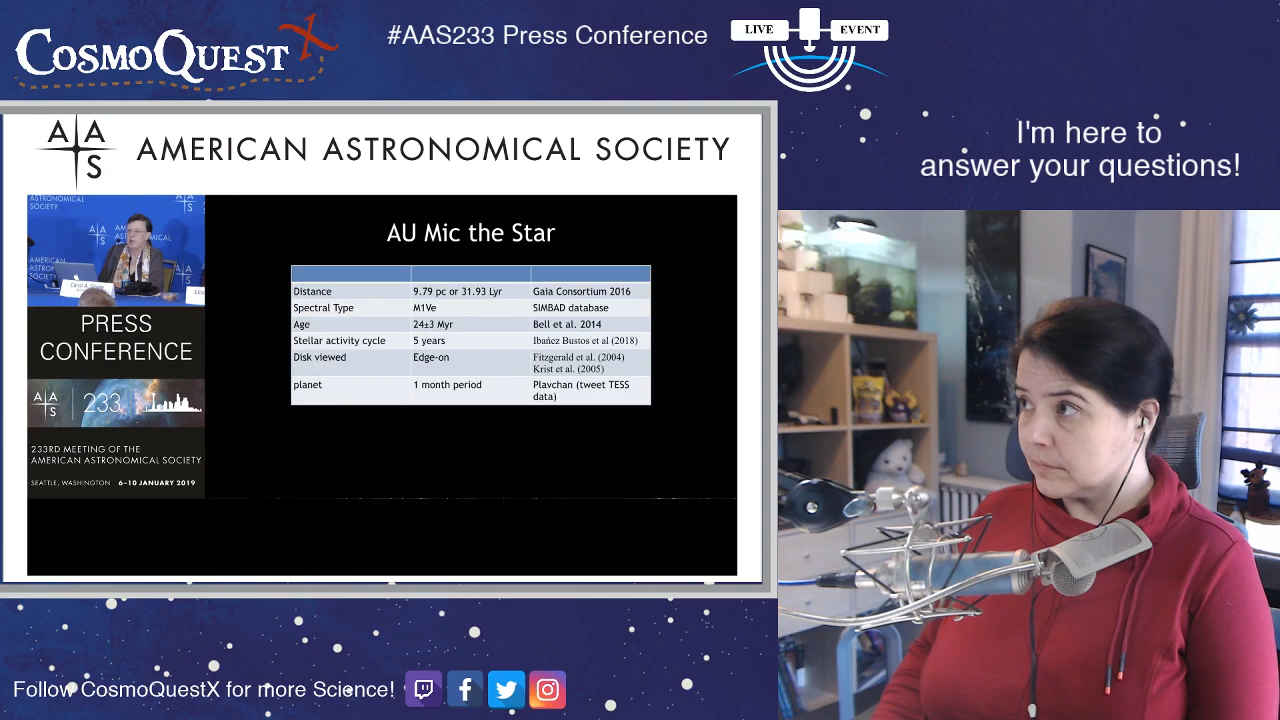 COSMOQUEST X
#AAS233 Press Conference
LIVE EVENT
I'm here to
answer your questions!
A A
S
AMERICAN ASTRONOMICAL SOCIETY
ASTRONOMICAL
SOCIETY
A A
S
PRESS
CONFERENCE
A A
S
233
233RD MEETING OF THE
AMERICAN ASTRONOMICAL SOCIETY
SEATTLE, WASHINGTON 6–10 JANUARY 2019
AU Mic the Star
Distance 9.79 pc or 31.93 Lyr Gaia Consortium 2016
Spectral Type M1Ve SIMBAD database
Age 24±3 Myr Bell et al. 2014
Stellar activity cycle 5 years Ibañez Bustos et al (2018)
Disk viewed Edge-on Fitzgerald et al. (2004)
Krist et al. (2005)
planet 1 month period Plavchan (tweet TESS
data)
Follow CosmoQuestX for more Science!